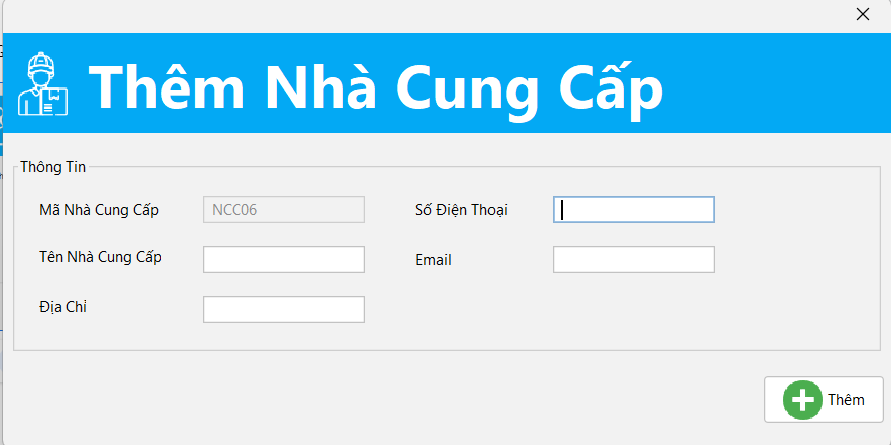 Thêm Nhà Cung Cấp
Thông Tin
Mã Nhà Cung Cấp
NCC06
Số Điện Thoại
Tên Nhà Cung Cấp
Email
Địa Chỉ
Thêm